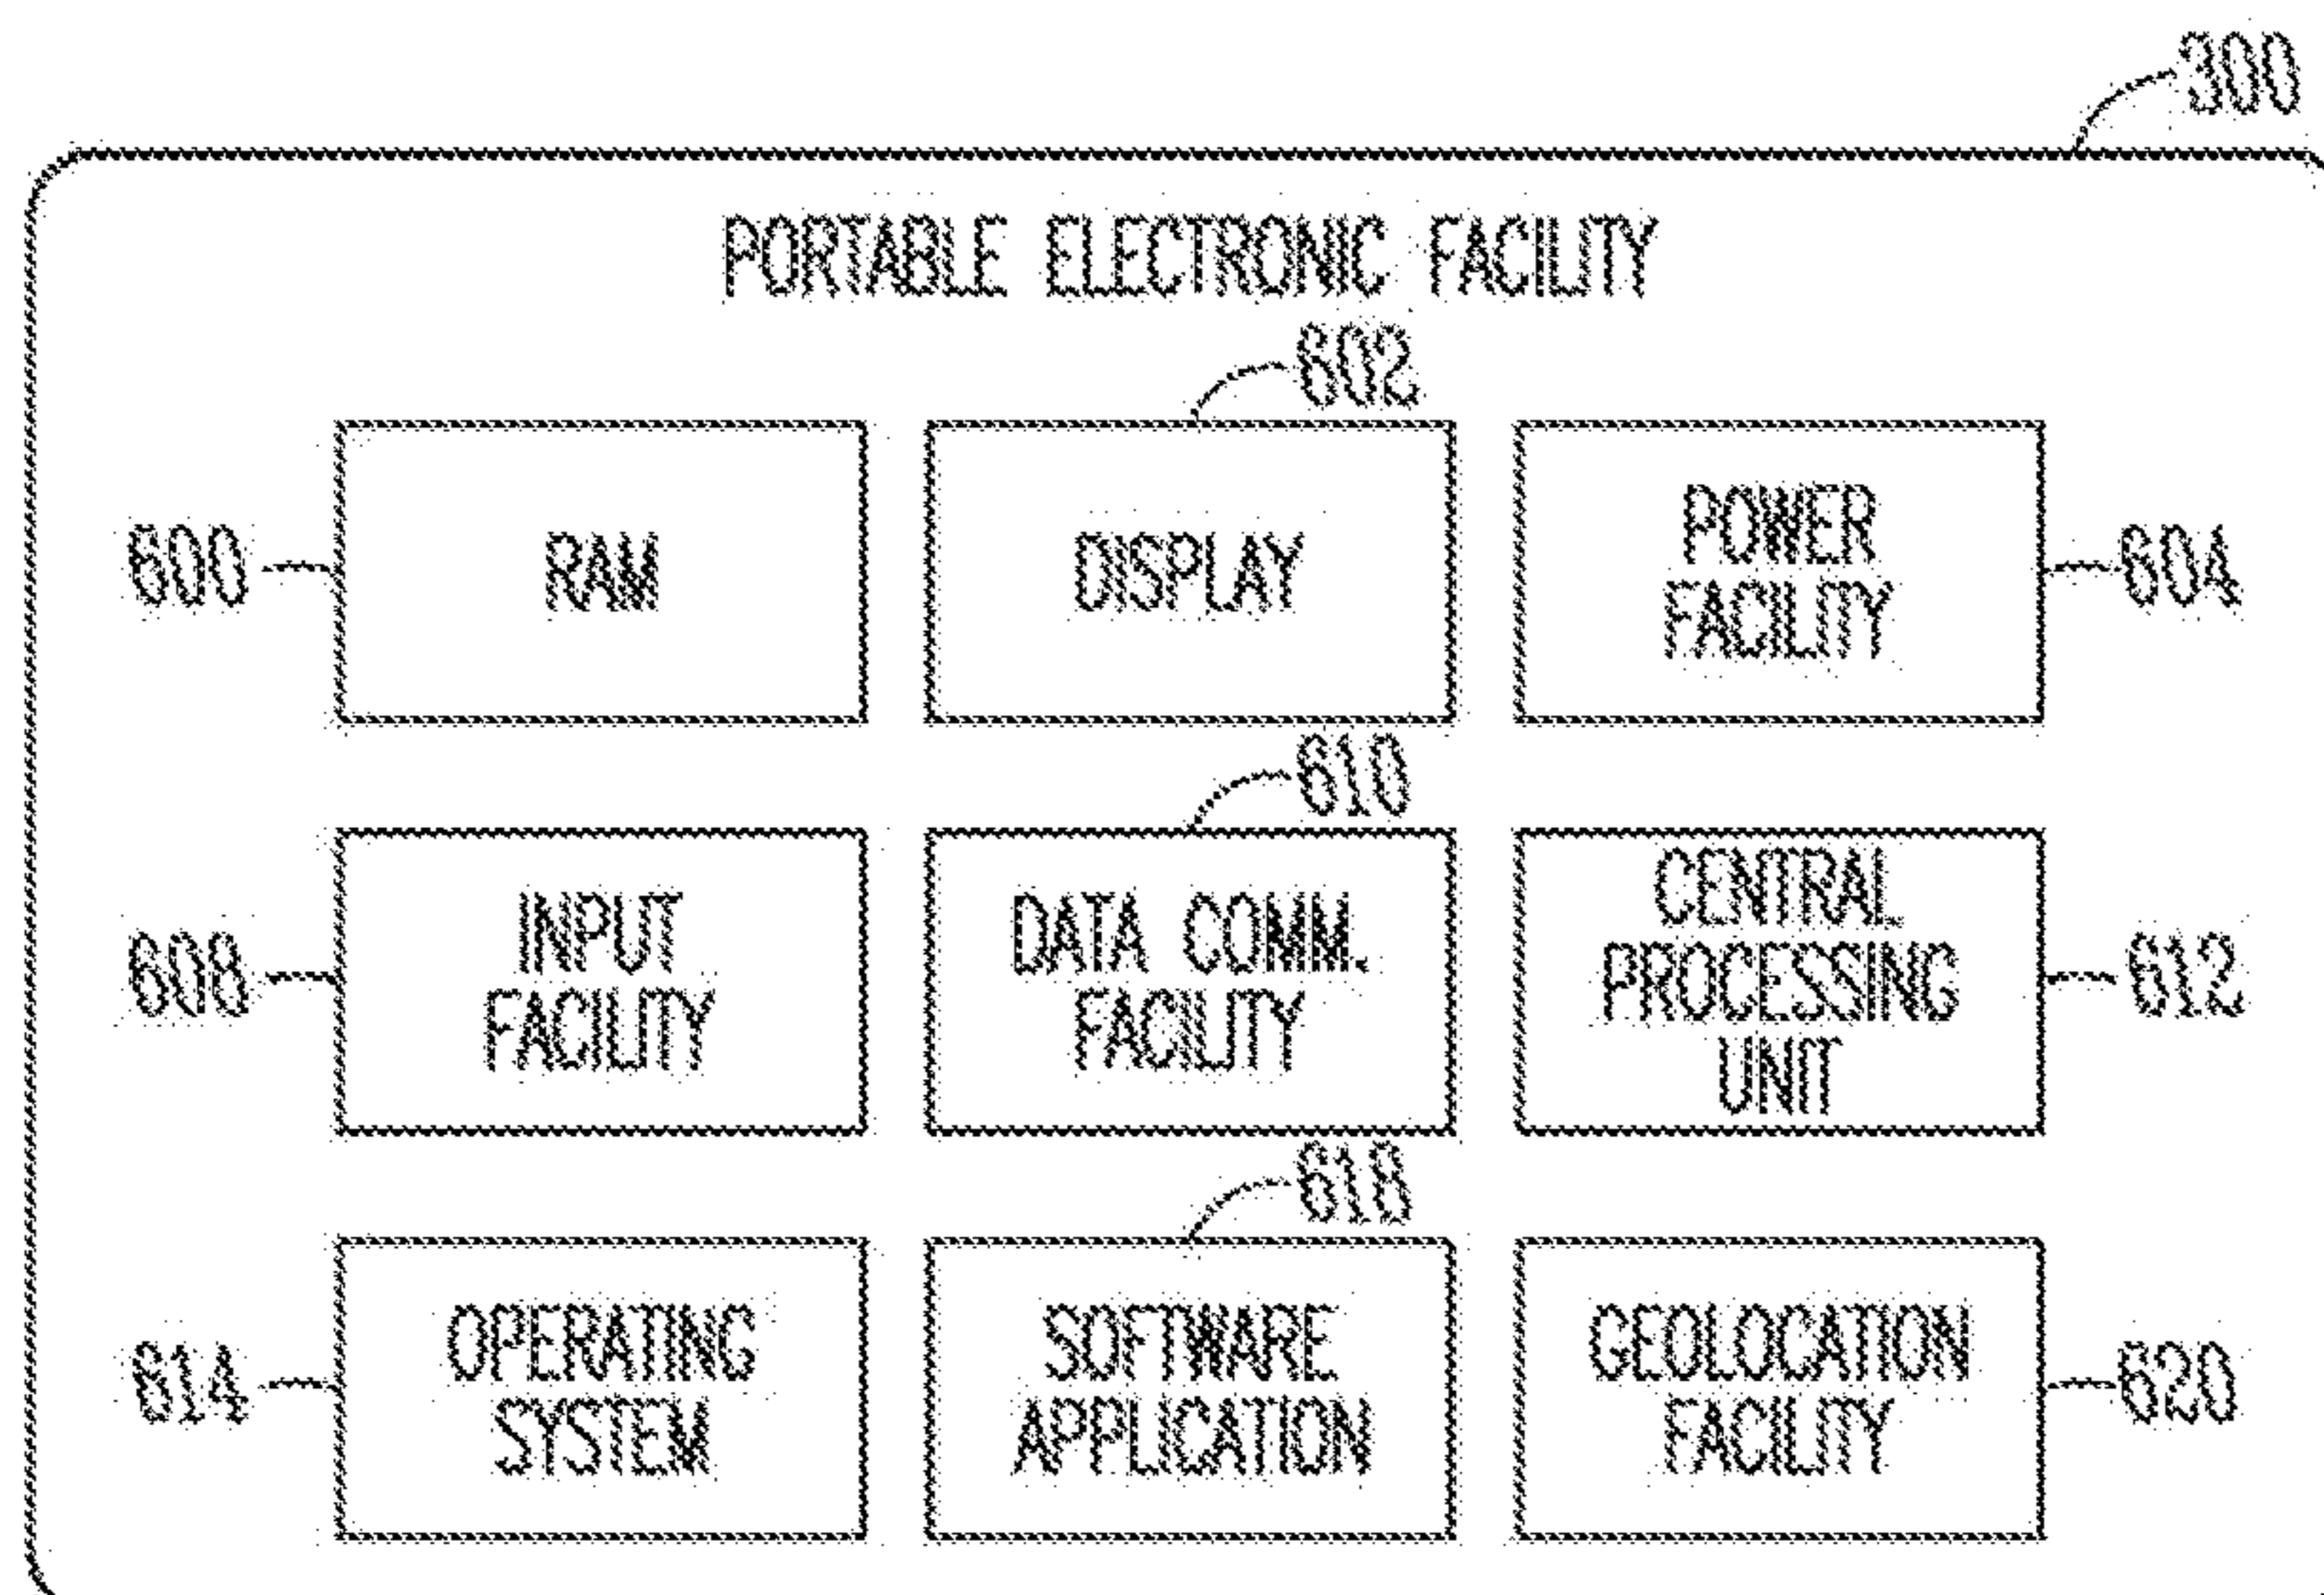 300
PORTABLE ELECTRONIC FACILITY
602
600
RAM
DISPLAY
POWER
FACILITY
604
610
608
INPUT
FACILITY
DATA COMM.
FACILITY
CENTRAL
PROCESSING
UNIT
612
618
614
OPERATING
SYSTEM
SOFTWARE
APPLICATION
GEOLOCATION
FACILITY
620